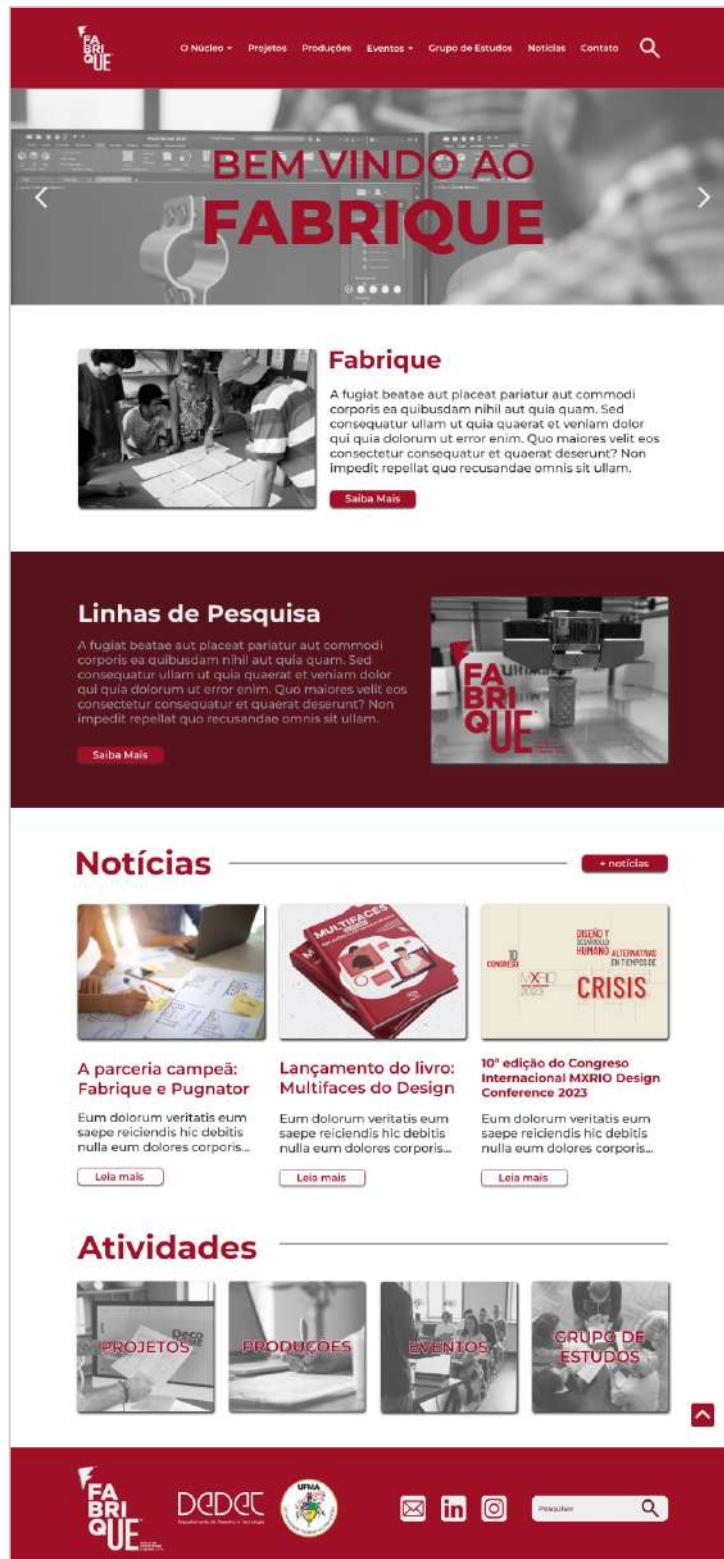 FA
BRI
QUE
O Núcleo Projetos Produções Eventos Grupo de Estudos Notícias Contato
BEM VINDO AO
FABRIQUE
Fabrique
A fugiat beatae aut placeat pariatur aut commodi
corporis ea quibusdam nihil aut quia quam. Sed
consequatur ullam ut quia quaerat et veniam dolor
qui quia dolorum ut error enim. Quo maiores velit eos
consectetur consequatur et quaerat deserunt? Non
impedit repellat quo recusandae omnis sit ullam.
Saiba Mais
Linhas de Pesquisa
A fugiat beatae aut placeat pariatur aut commodi
corporis ea quibusdam nihil aut quia quam. Sed
consequatur ullam ut quia quaerat et veniam dolor
qui quia dolorum ut error enim. Quo maiores velit eos
consectetur consequatur et quaerat deserunt? Non
impedit repellat quo recusandae omnis sit ullam.
Saiba Mais
FA
BRI
QUE
Notícias
+ notícias
MULTIFACES
10
CONGRESO
MXRIO
2023
DISEÑO Y
DESARROLLO
HUMANO ALTERNATIVAS
EN TIEMPOS DE
CRISIS
A parceria campeã:
Fabrique e Pugnator
Eum dolorum veritatis eum
saepe reiciendis hic debitis
nulla eum dolores corporis...
Leia mais
Lançamento do livro:
Multifaces do Design
Eum dolorum veritatis eum
saepe reiciendis hic debitis
nulla eum dolores corporis...
Leia mais
10ª edição do Congreso
Internacional MXRIO Design
Conference 2023
Eum dolorum veritatis eum
saepe reiciendis hic debitis
nulla eum dolores corporis...
Leia mais
Atividades
Deco
PROJETOS
PRODUÇÕES
EVENTOS
GRUPO DE
ESTUDOS
FA
BRI
QUE
DEDET
Departamento de Desenho e Tecnologia
UFMA
in
Pesquisar